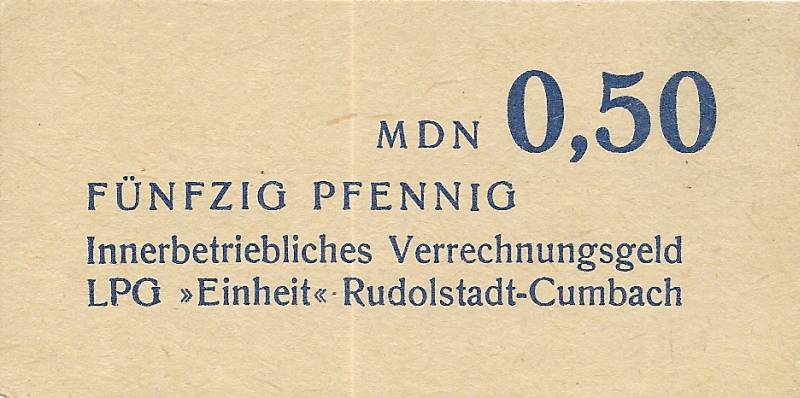 MDN 0,50
FÜNFZIG PFENNIG
Innerbetriebliches Verrechnungsgeld
LPG »Einheit« Rudolstadt-Cumbach